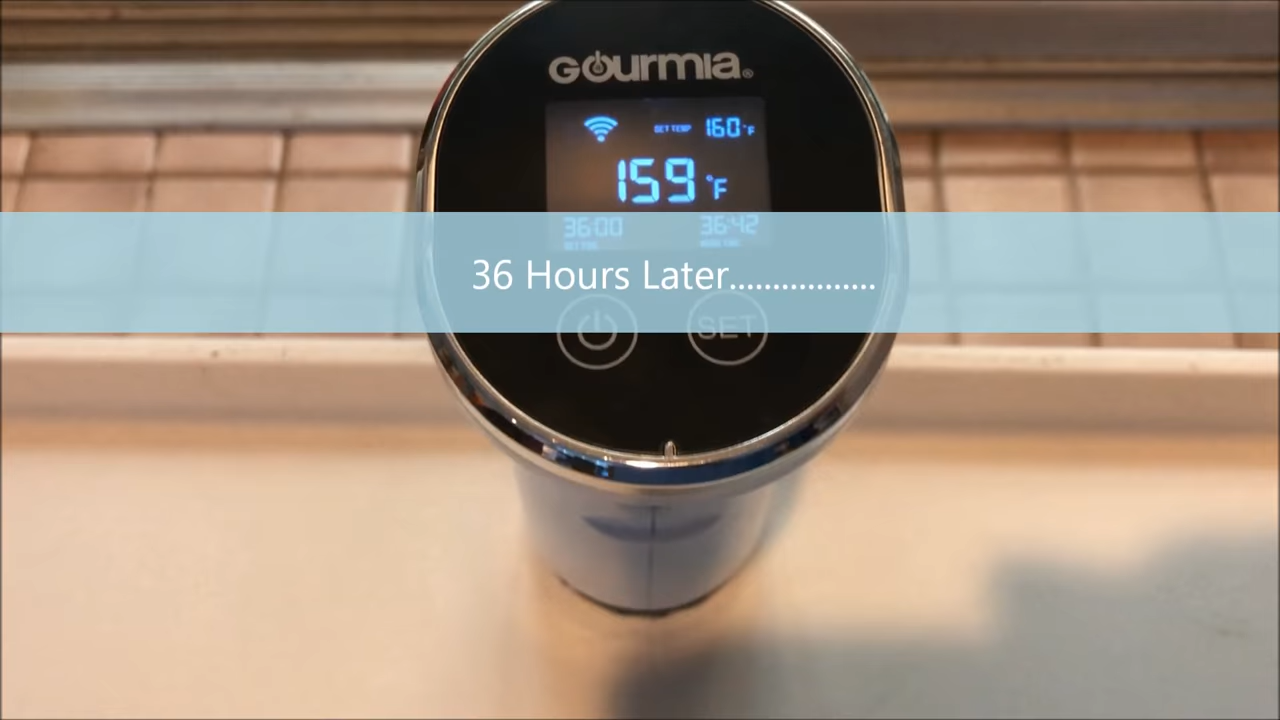 Gourmia®
SET TEMP 160°F
159°F
36:00 36:42
36 Hours Later.................
SET